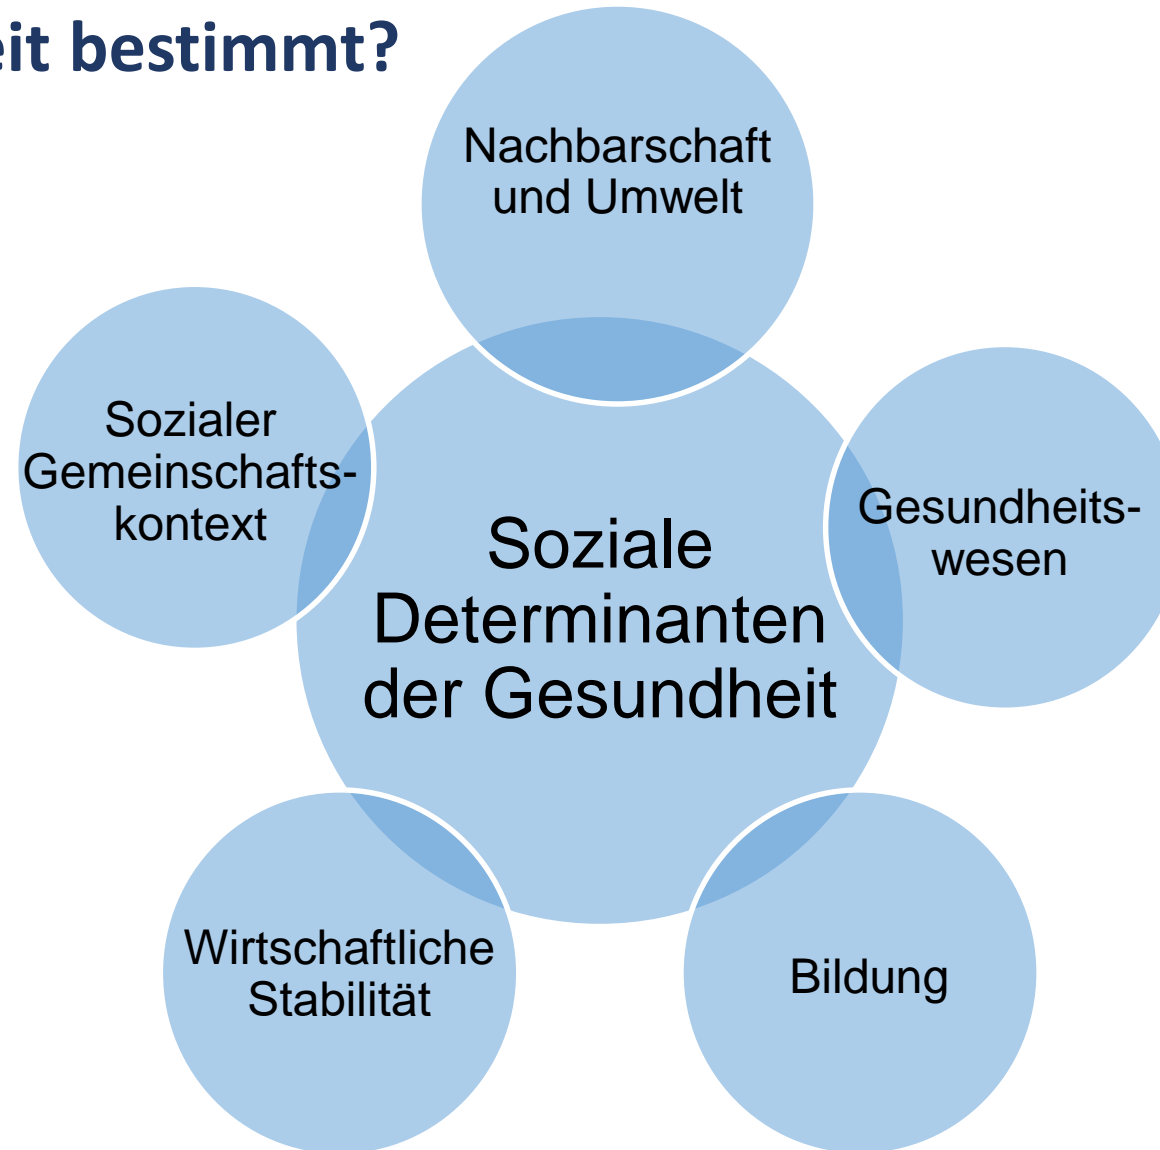 eit bestimmt?
Nachbarschaft
und Umwelt
Sozialer
Gemeinschafts-
kontext
Gesundheits-
wesen
Soziale
Determinanten
der Gesundheit
Wirtschaftliche
Stabilität
Bildung